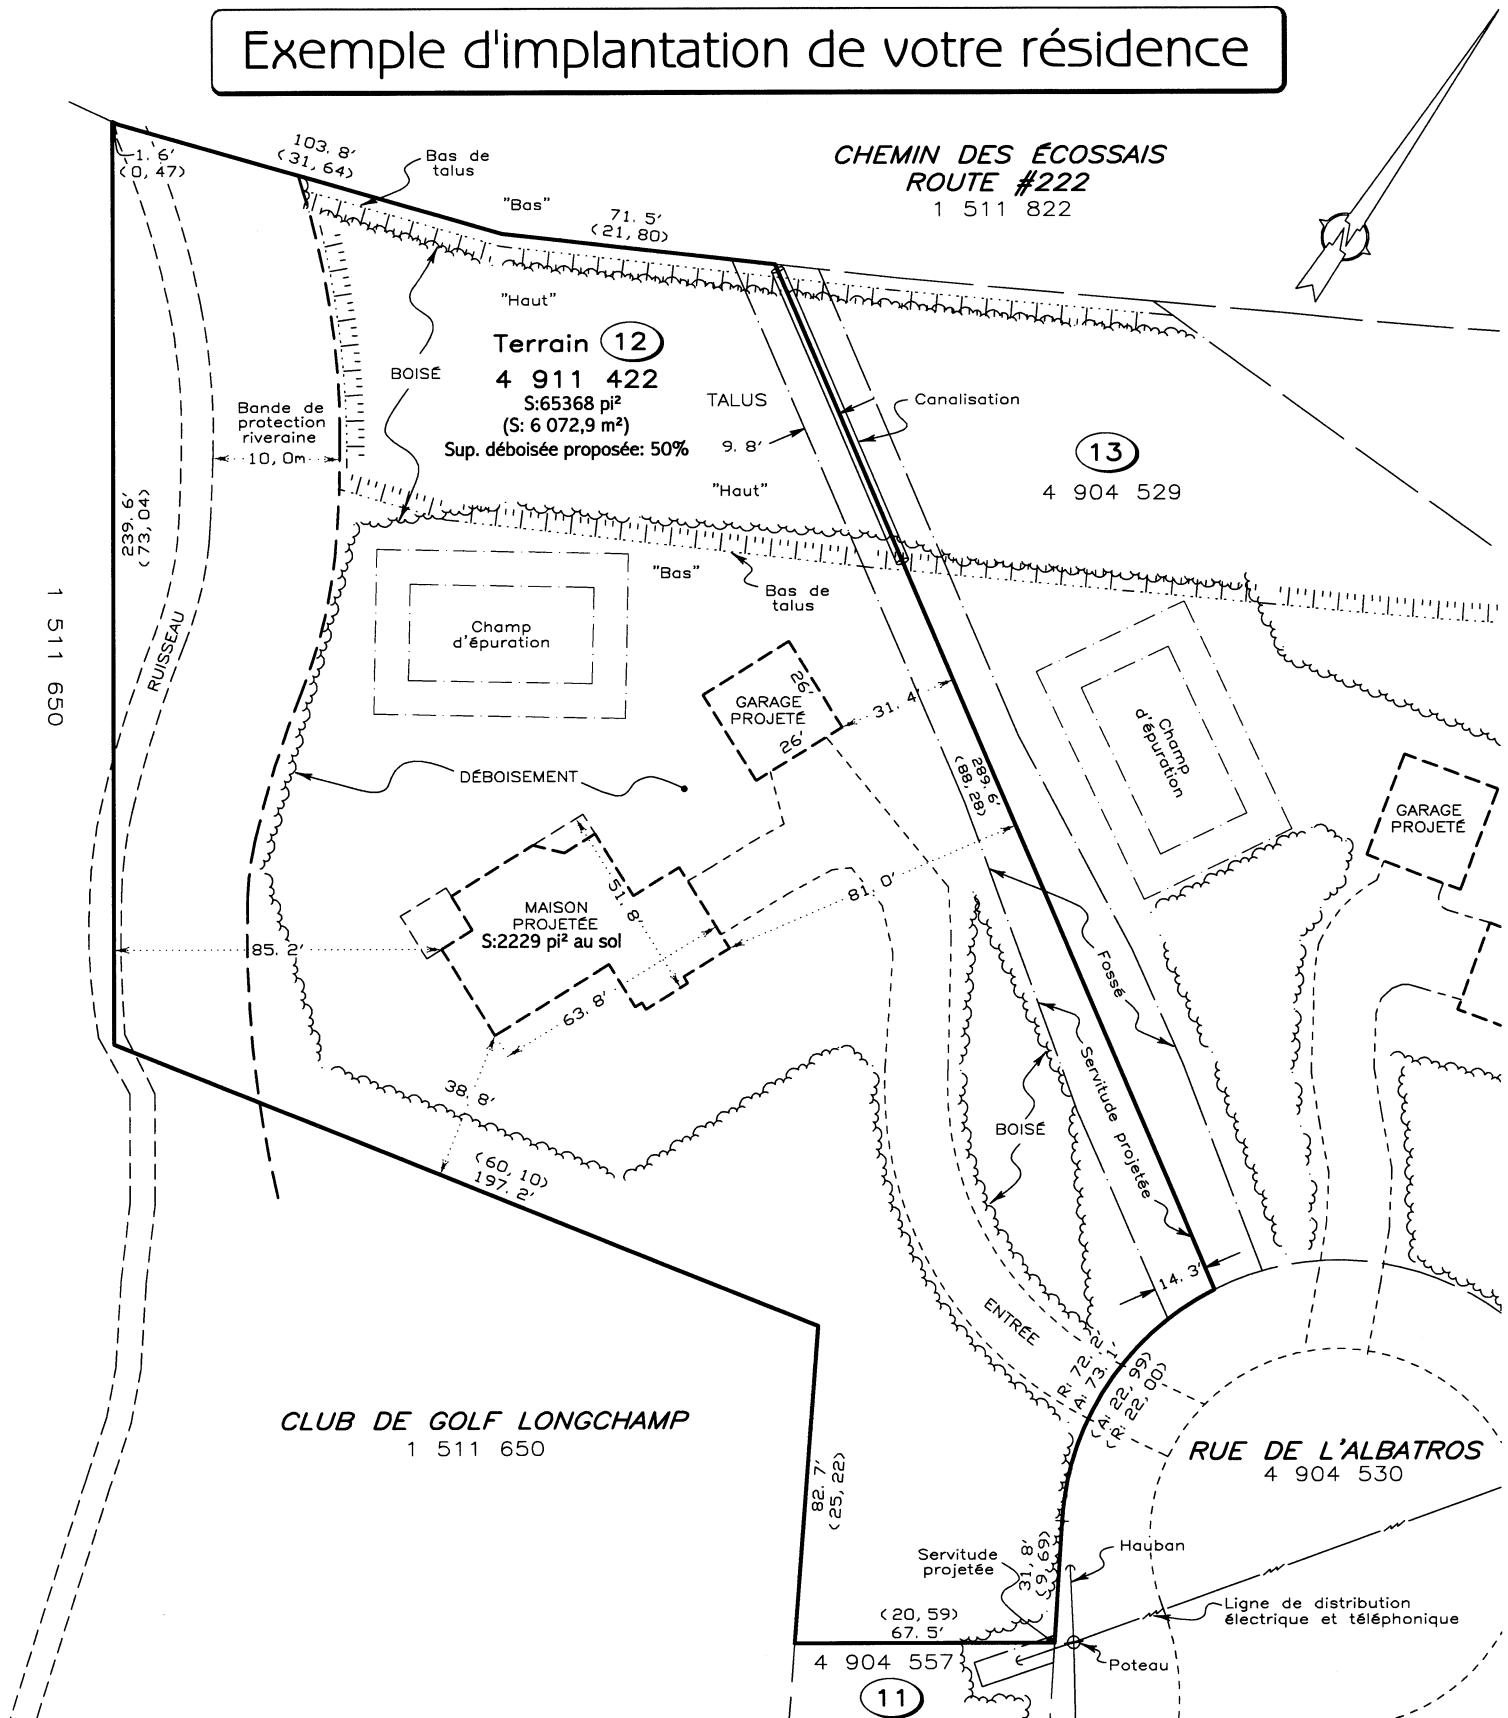 Exemple d'implantation de votre résidence
CHEMIN DES ÉCOSSAIS
ROUTE #222
1 511 822
1. 6'
(0, 47)
103. 8'
(31, 64)
Bas de
talus
"Bas"
71. 5'
(21, 80)
"Haut"
Terrain 12
4 911 422
S:65368 pi²
(S: 6 072,9 m²)
Sup. déboisée proposée: 50%
BOISÉ
TALUS
9. 8'
"Haut"
Canalisation
13
4 904 529
Bande de
protection
riveraine
10, 0m
239. 6'
(73, 04)
1 511 650
RUISSEAU
"Bas"
Bas de
talus
Champ
d'épuration
GARAGE
PROJETÉ
26'
26'
31. 4'
289. 6'
(88, 28)
Champ
d'épuration
GARAGE
PROJETÉ
DÉBOISEMENT
MAISON
PROJETÉE
S:2229 pi² au sol
51. 8'
81. 0'
85. 2'
63. 8'
Fossé
38. 8'
Servitude projetée
BOISÉ
(60, 10)
197. 2'
14. 3'
ENTRÉE
R: 72. 2'
A: 73. 1'
(A: 22, 99)
(R: 22, 00)
CLUB DE GOLF LONGCHAMP
1 511 650
RUE DE L'ALBATROS
4 904 530
82. 7'
(25, 22)
Servitude
projetée
31, 8'
(9, 69)
Hauban
Ligne de distribution
électrique et téléphonique
(20, 59)
67. 5'
4 904 557
Poteau
11